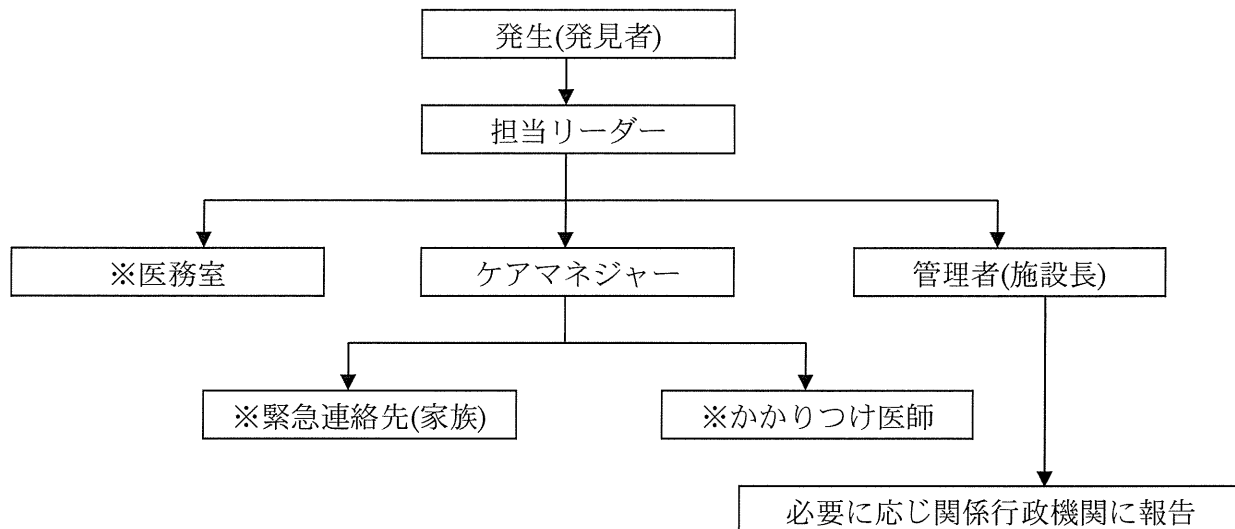 発生(発見者)
担当リーダー
※医務室
ケアマネジャー
管理者(施設長)
※緊急連絡先(家族)
※かかりつけ医師
必要に応じ関係行政機関に報告